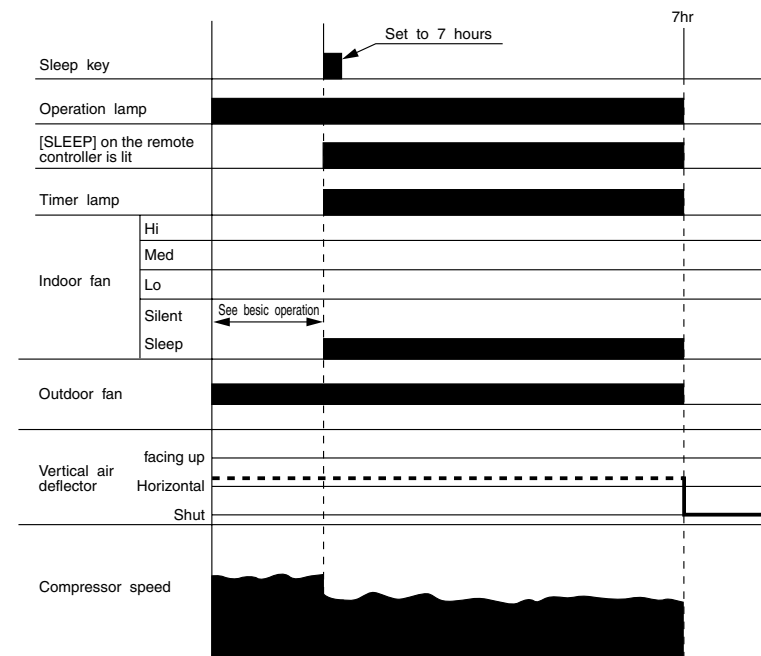 7hr
Set to 7 hours
Sleep key
Operation lamp
[SLEEP] on the remote
controller is lit
Timer lamp
Indoor fan
Hi
Med
Lo
Silent
See besic operation
Sleep
Outdoor fan
Vertical air
deflector
facing up
Horizontal
Shut
Compressor speed